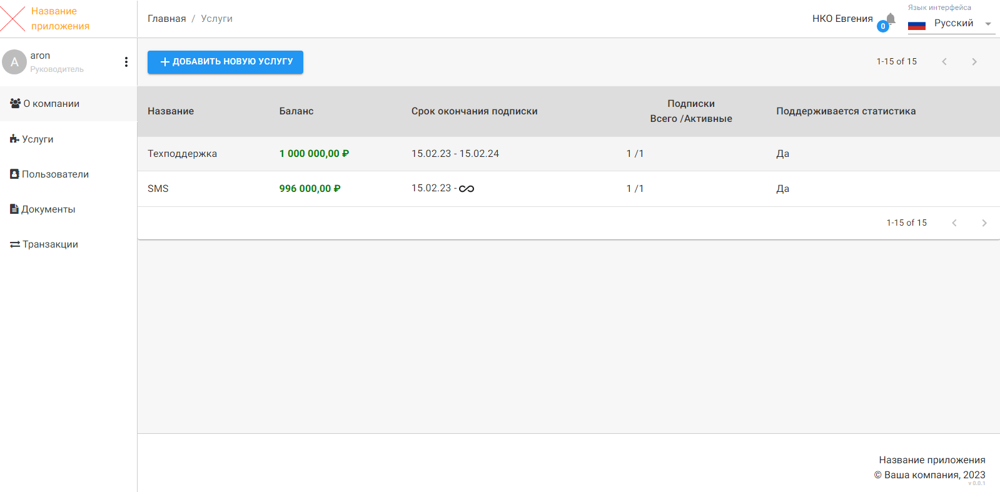 Название
приложения
Главная / Услуги
НКО Евгения
0
Язык интерфейса
Русский
A
aron
Руководитель
О компании
Услуги
Пользователи
Документы
Транзакции
ДОБАВИТЬ НОВУЮ УСЛУГУ
1-15 of 15
Название
Баланс
Срок окончания подписки
Подписки
Всего /Активные
Поддерживается статистика
Техподдержка 1 000 000,00 ₽ 15.02.23 - 15.02.24 1 /1 Да
SMS 996 000,00 ₽ 15.02.23 - ∞ 1 /1 Да
1-15 of 15
Название приложения
© Ваша компания, 2023
v 0.0.1